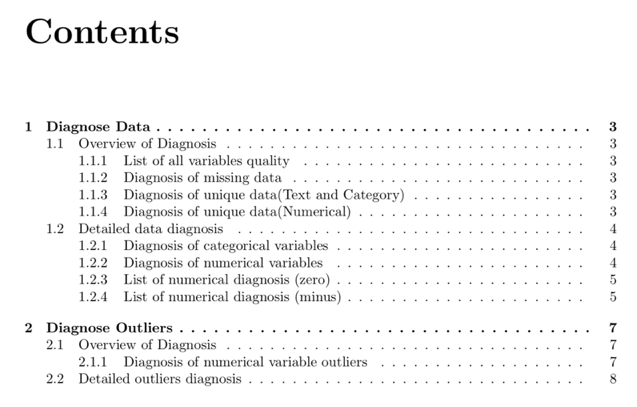 Contents
1 Diagnose Data . . . . . . . . . . . . . . . . . . . . . . . . . . . . . . . . . . . . . . 3
1.1 Overview of Diagnosis . . . . . . . . . . . . . . . . . . . . . . . . . . . . . . . . . 3
1.1.1 List of all variables quality . . . . . . . . . . . . . . . . . . . . . . . . . . 3
1.1.2 Diagnosis of missing data . . . . . . . . . . . . . . . . . . . . . . . . . . . 3
1.1.3 Diagnosis of unique data(Text and Category) . . . . . . . . . . . . . . . . 3
1.1.4 Diagnosis of unique data(Numerical) . . . . . . . . . . . . . . . . . . . . . 3
1.2 Detailed data diagnosis . . . . . . . . . . . . . . . . . . . . . . . . . . . . . . . . 4
1.2.1 Diagnosis of categorical variables . . . . . . . . . . . . . . . . . . . . . . . 4
1.2.2 Diagnosis of numerical variables . . . . . . . . . . . . . . . . . . . . . . . 4
1.2.3 List of numerical diagnosis (zero) . . . . . . . . . . . . . . . . . . . . . . . 5
1.2.4 List of numerical diagnosis (minus) . . . . . . . . . . . . . . . . . . . . . . 5
2 Diagnose Outliers . . . . . . . . . . . . . . . . . . . . . . . . . . . . . . . . . . . . 7
2.1 Overview of Diagnosis . . . . . . . . . . . . . . . . . . . . . . . . . . . . . . . . . 7
2.1.1 Diagnosis of numerical variable outliers . . . . . . . . . . . . . . . . . . . 7
2.2 Detailed outliers diagnosis . . . . . . . . . . . . . . . . . . . . . . . . . . . . . . . 8